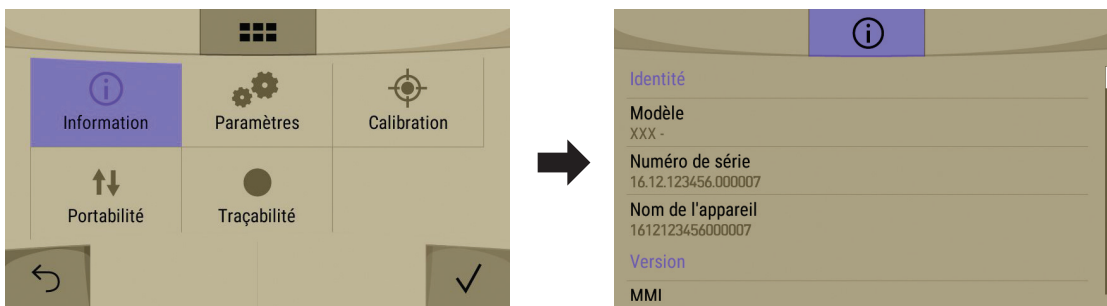 Information
Paramètres
Calibration
Portabilité
Traçabilité
Identité
Modèle
XXX -
Numéro de série
16.12.123456.000007
Nom de l'appareil
1612123456000007
Version
MMI